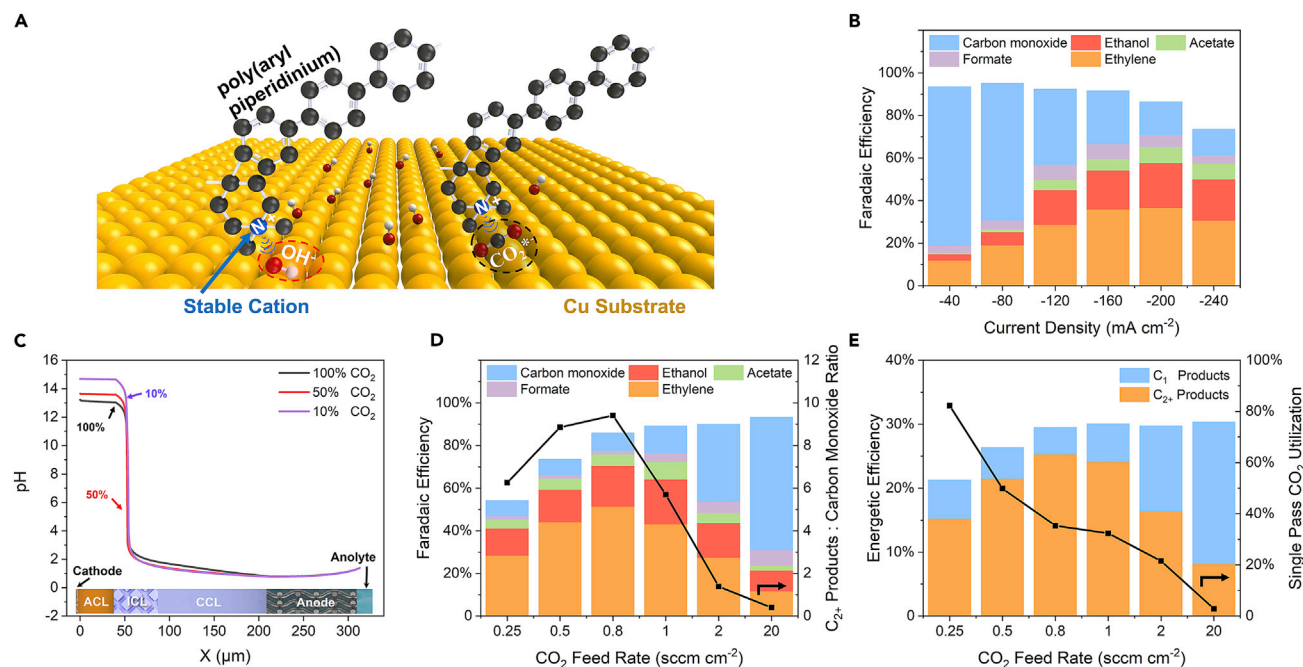 A
poly(aryl
piperidinium)
N
+
OH⁻
N
+
CO₂*
Stable Cation
Cu Substrate
B
Carbon monoxide Ethanol Acetate
Formate Ethylene
100%
80%
60%
40%
20%
0
Faradaic Efficiency
-40 -80 -120 -160 -200 -240
Current Density (mA cm⁻²)
C
16
14
12
10
8
6
4
2
0
-2
pH
100% CO₂
50% CO₂
10% CO₂
10%
100%
50%
Cathode
Anolyte
ACL ICL CCL Anode
0 50 100 150 200 250 300
X (μm)
D
Carbon monoxide Ethanol Acetate
Formate Ethylene
100%
80%
60%
40%
20%
0
Faradaic Efficiency
12
10
9
8
6
4
2
0
C₂₊ Products : Carbon Monoxide Ratio
0.25 0.5 0.8 1 2 20
CO₂ Feed Rate (sccm cm⁻²)
E
C₁ Products
C₂₊ Products
40%
30%
20%
10%
0
Energetic Efficiency
100%
80%
60%
40%
20%
0
Single Pass CO₂ Utilization
0.25 0.5 0.8 1 2 20
CO₂ Feed Rate (sccm cm⁻²)